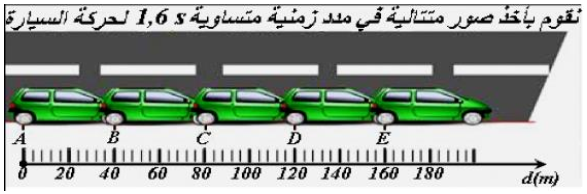 نقوم بأخذ صور متتالية في مدد زمنية متساوية 1,6 s لحركة السيارة
A B C D E
0 20 40 60 80 100 120 140 160 180
d(m)